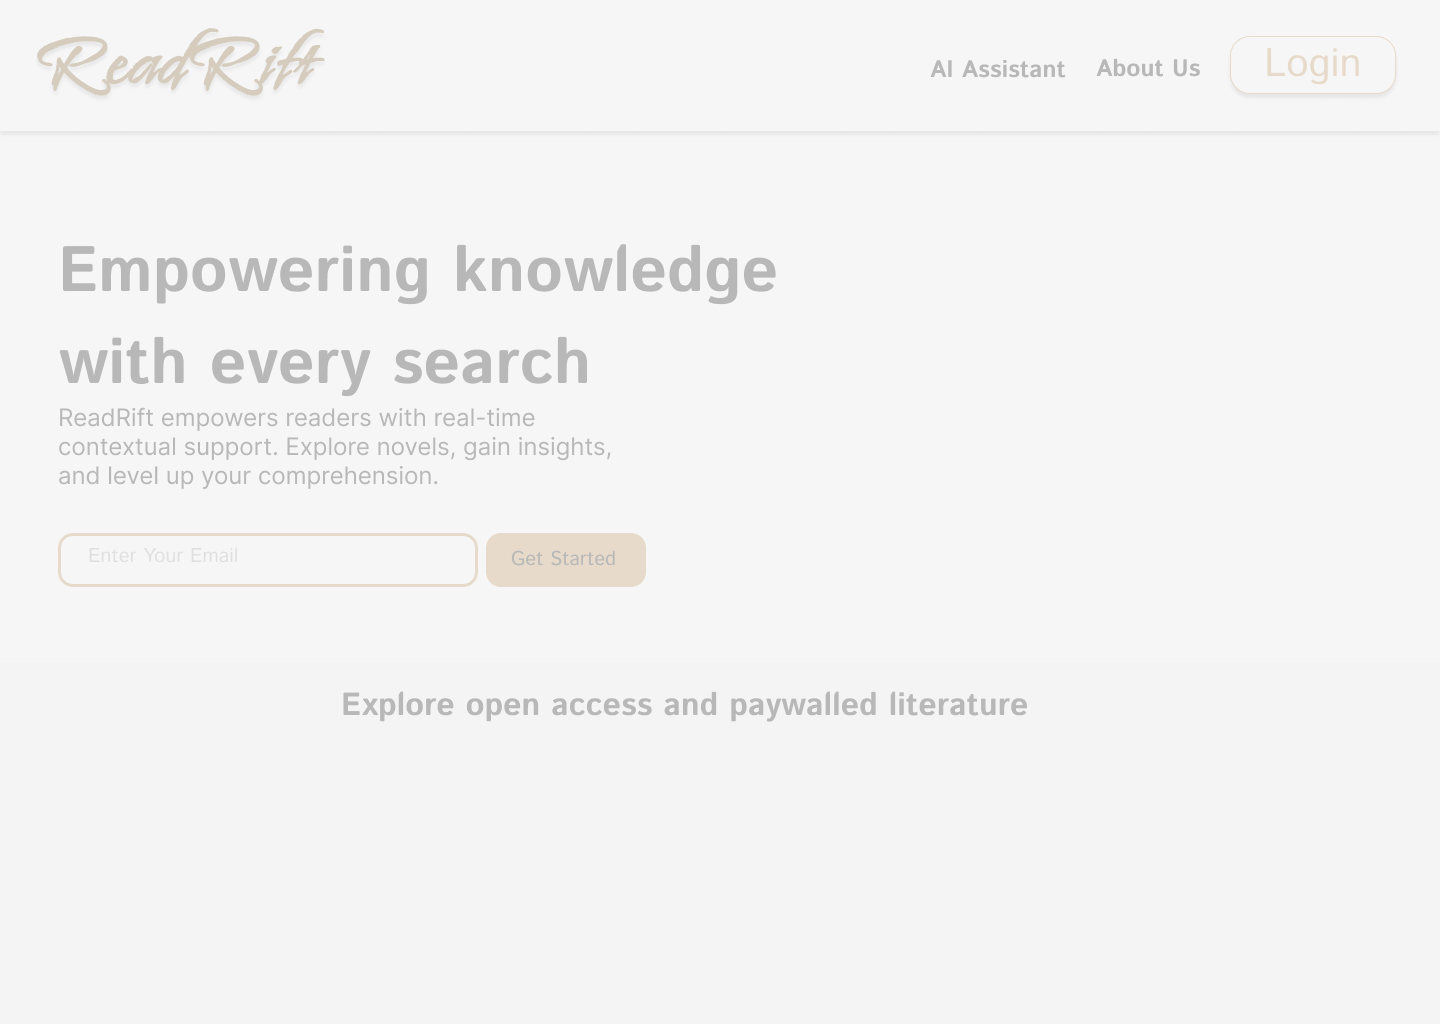 ReadRift
AI Assistant
About Us
Login
Empowering knowledge
with every search
ReadRift empowers readers with real-time
contextual support. Explore novels, gain insights,
and level up your comprehension.
Enter Your Email
Get Started
Explore open access and paywalled literature